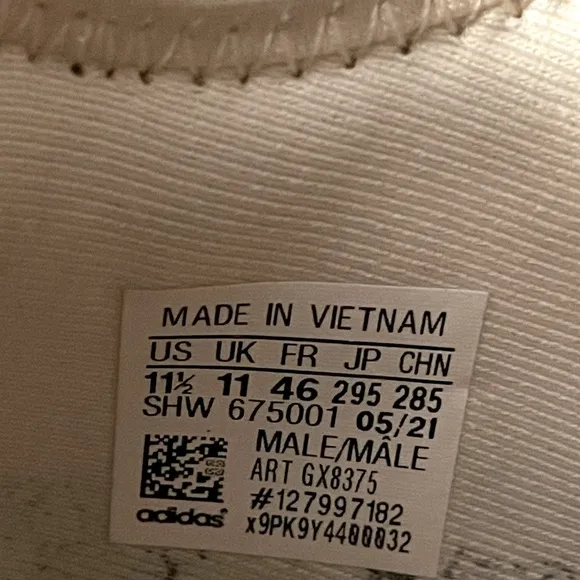 MADE IN VIETNAM
US UK FR JP CHN
11½ 11 46 295 285
SHW 675001 05/21
MALE/MÂLE
ART GX8375
#127997182
x9PK9Y4400032
adidas